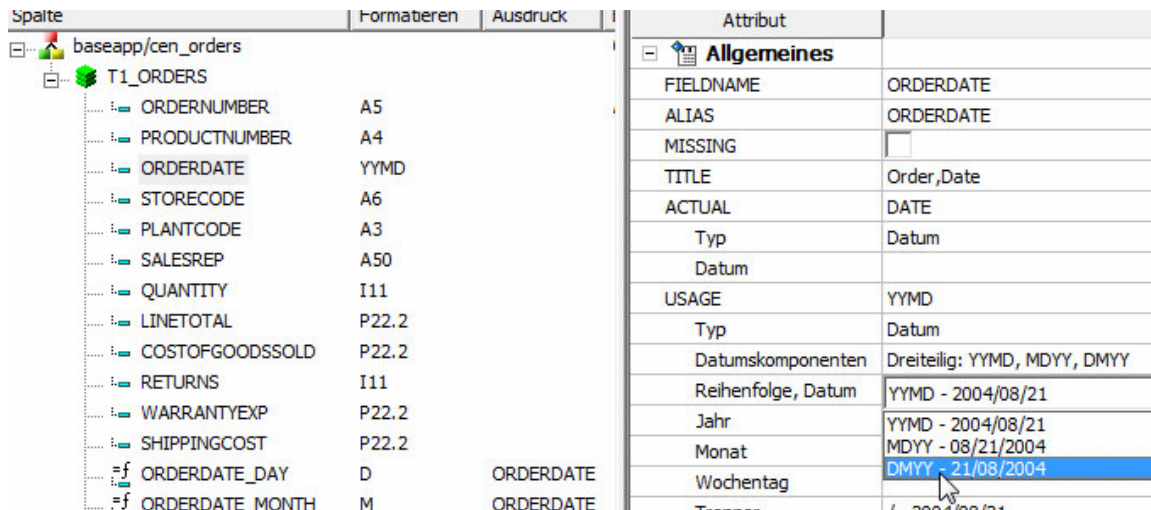 Spalte Formatieren Ausdruck
baseapp/cen_orders
T1_ORDERS
ORDERNUMBER A5
PRODUCTNUMBER A4
ORDERDATE YYMD
STORECODE A6
PLANTCODE A3
SALESREP A50
QUANTITY I11
LINETOTAL P22.2
COSTOFGOODSSOLD P22.2
RETURNS I11
WARRANTYEXP P22.2
SHIPPINGCOST P22.2
ORDERDATE_DAY D ORDERDATE
ORDERDATE_MONTH M ORDERDATE
Attribut
Allgemeines
FIELDNAME ORDERDATE
ALIAS ORDERDATE
MISSING
TITLE Order,Date
ACTUAL DATE
Typ Datum
Datum
USAGE YYMD
Typ Datum
Datumskomponenten Dreiteilig: YYMD, MDYY, DMYY
Reihenfolge, Datum YYMD - 2004/08/21
Jahr YYMD - 2004/08/21
Monat MDYY - 08/21/2004
DMYY - 21/08/2004
Wochentag